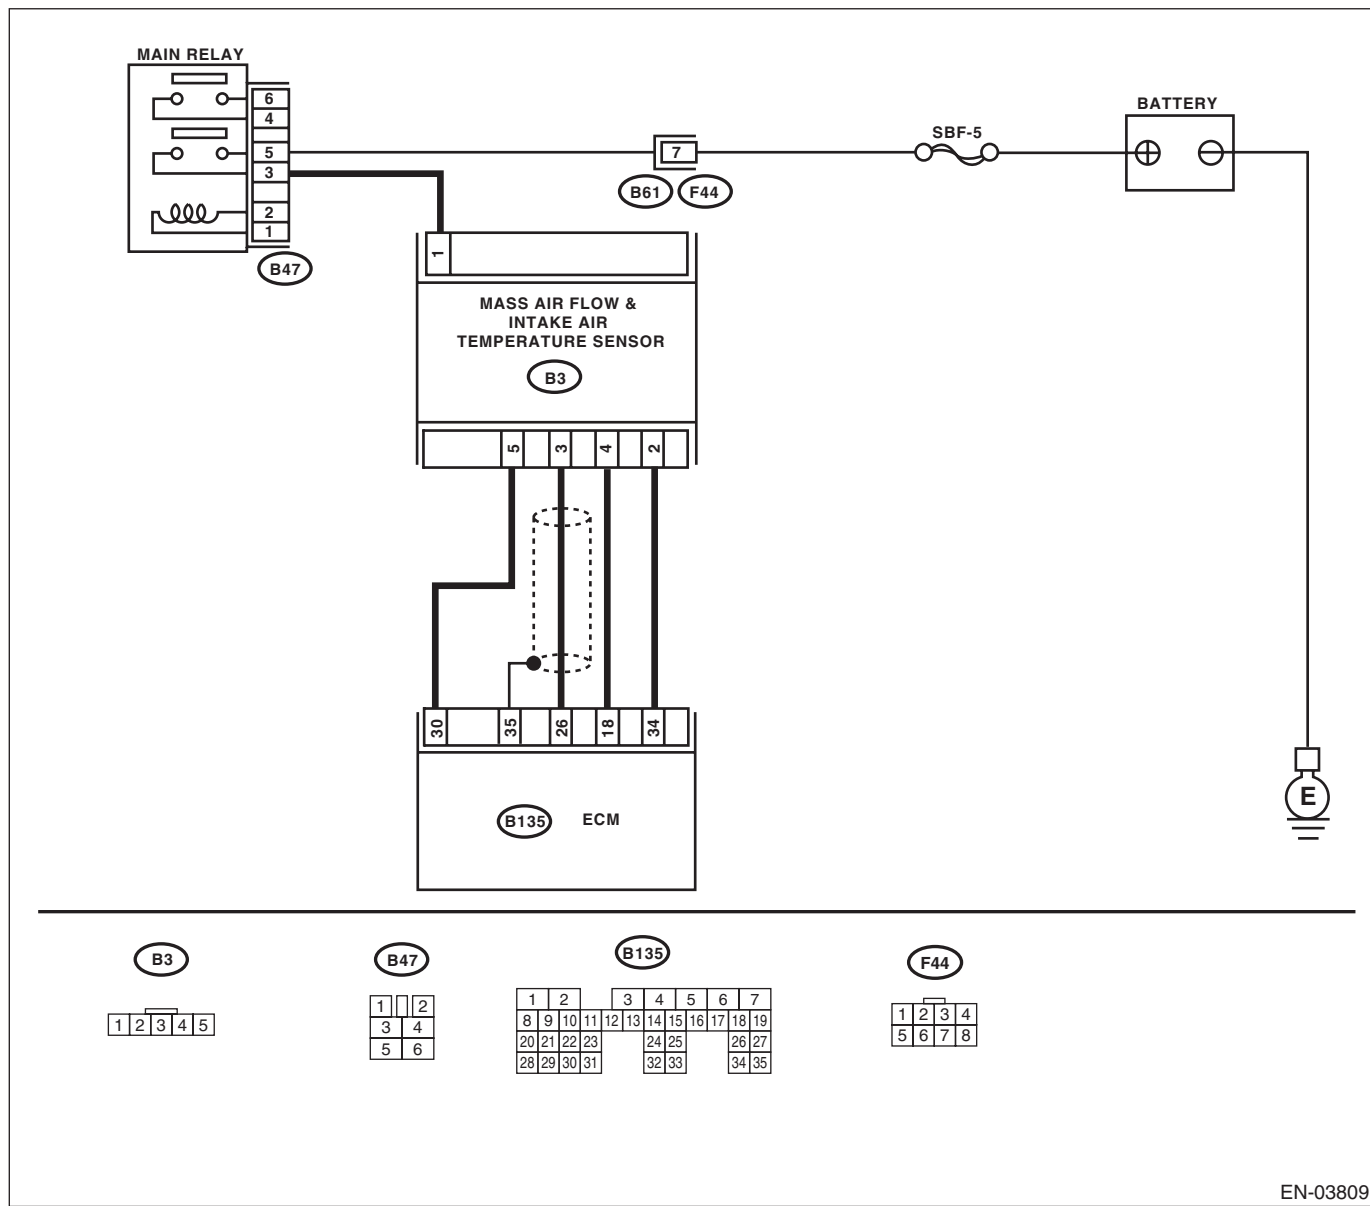 MAIN RELAY
6
4
5
3
2
1
B47
7
B61 F44
SBF-5
BATTERY
1
MASS AIR FLOW &
INTAKE AIR
TEMPERATURE SENSOR
B3
5 3 4 2
30 35 26 18 34
B135 ECM
E
B3
1 2 3 4 5
B47
1 2
3 4
5 6
B135
1 2 3 4 5 6 7
8 9 10 11 12 13 14 15 16 17 18 19
20 21 22 23 24 25 26 27
28 29 30 31 32 33 34 35
F44
1 2 3 4
5 6 7 8
EN-03809